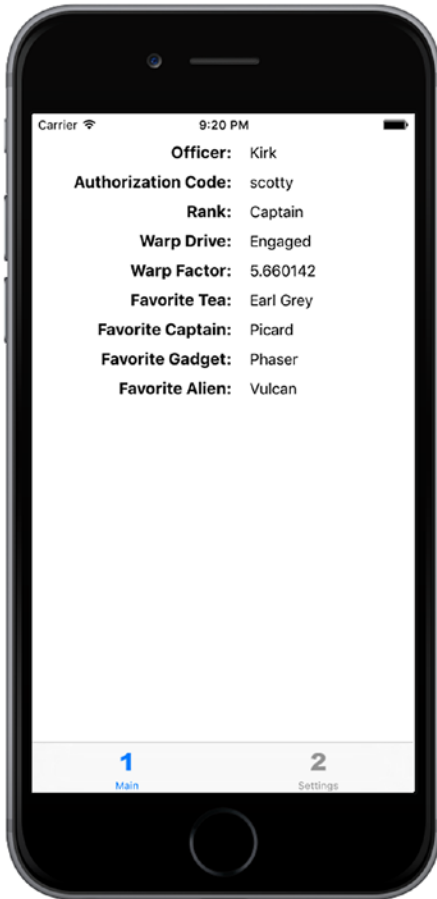 Carrier 9:20 PM
Officer: Kirk
Authorization Code: scotty
Rank: Captain
Warp Drive: Engaged
Warp Factor: 5.660142
Favorite Tea: Earl Grey
Favorite Captain: Picard
Favorite Gadget: Phaser
Favorite Alien: Vulcan
1 2
Main Settings